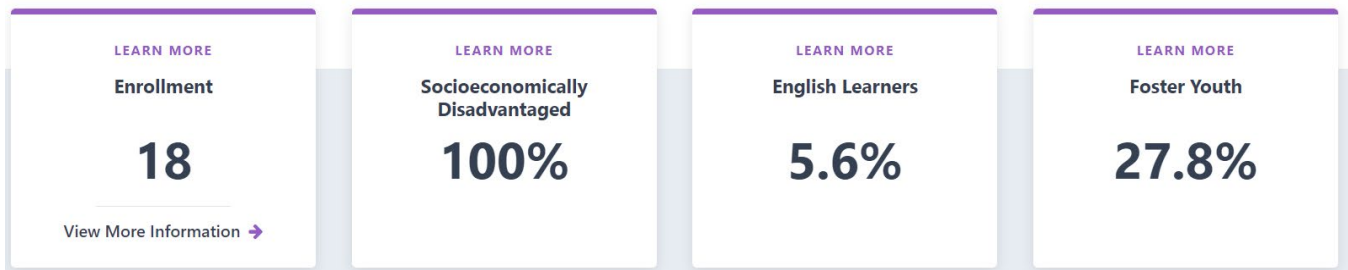 LEARN MORE
Enrollment
18
View More Information
LEARN MORE
Socioeconomically
Disadvantaged
100%
LEARN MORE
English Learners
5.6%
LEARN MORE
Foster Youth
27.8%